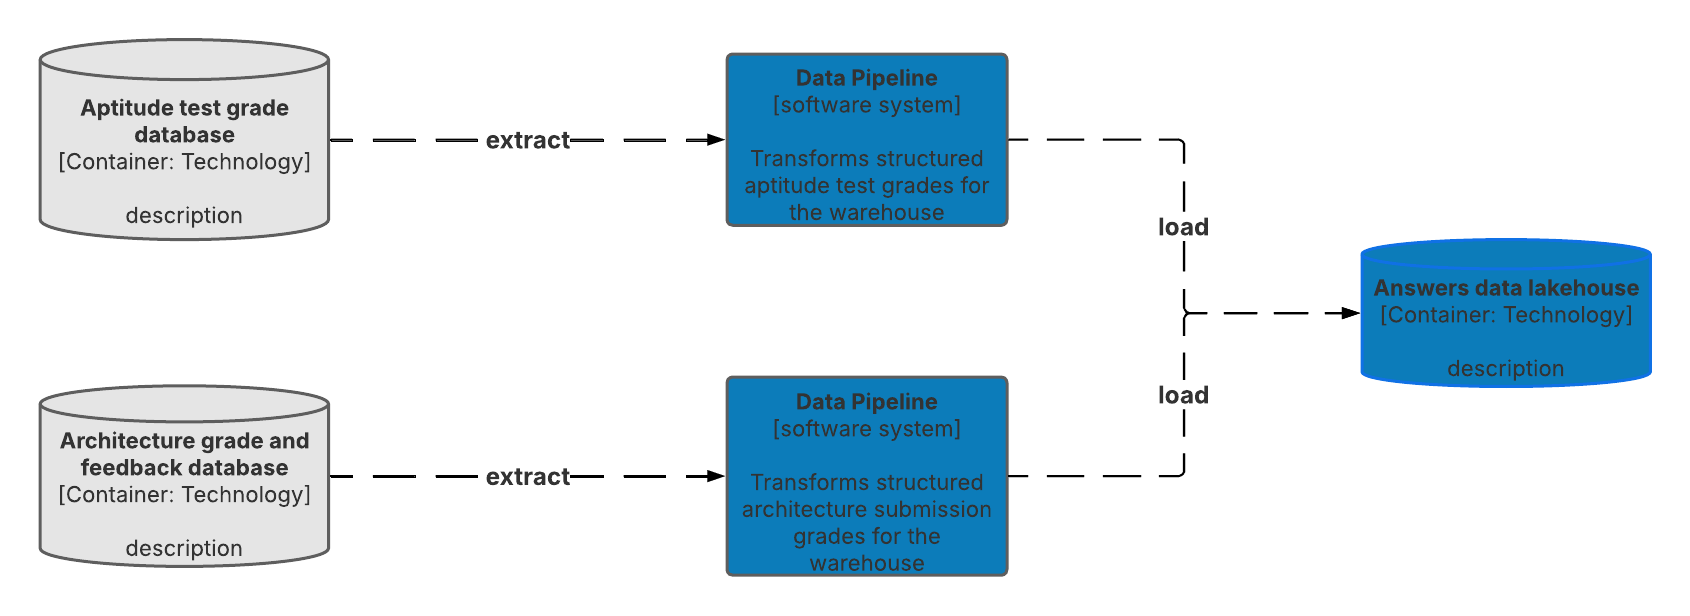 Aptitude test grade
database
[Container: Technology]
description
extract
Data Pipeline
[software system]
Transforms structured
aptitude test grades for
the warehouse
load
Answers data lakehouse
[Container: Technology]
description
load
Architecture grade and
feedback database
[Container: Technology]
description
extract
Data Pipeline
[software system]
Transforms structured
architecture submission
grades for the
warehouse